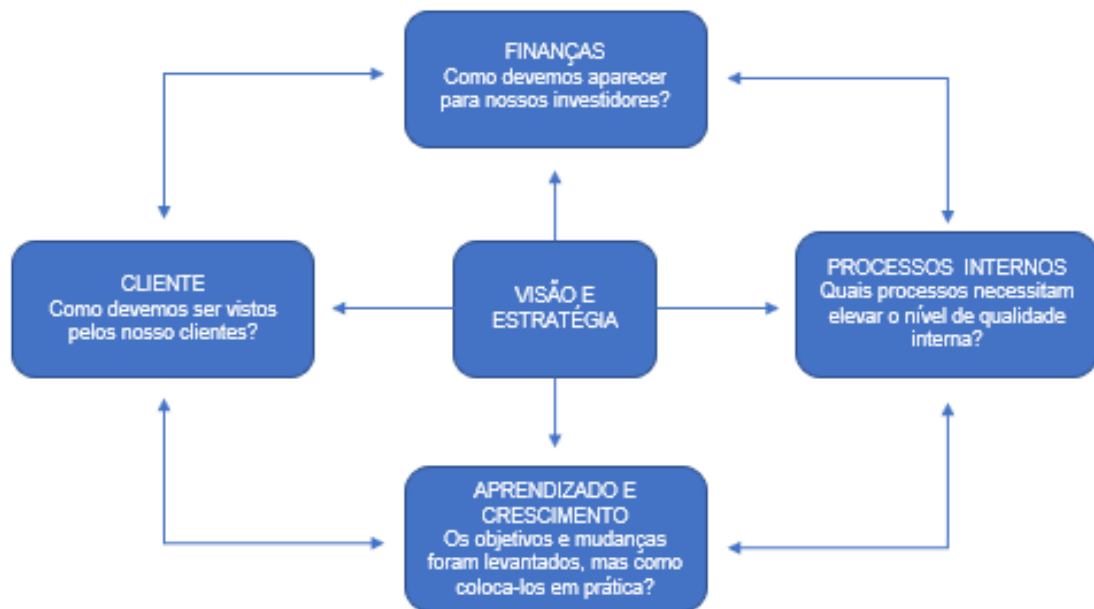 FINANÇAS
Como devemos aparecer
para nossos investidores?
CLIENTE
Como devemos ser vistos
pelos nosso clientes?
VISÃO E
ESTRATÉGIA
PROCESSOS INTERNOS
Quais processos necessitam
elevar o nível de qualidade
interna?
APRENDIZADO E
CRESCIMENTO
Os objetivos e mudanças
foram levantados, mas como
coloca-los em prática?